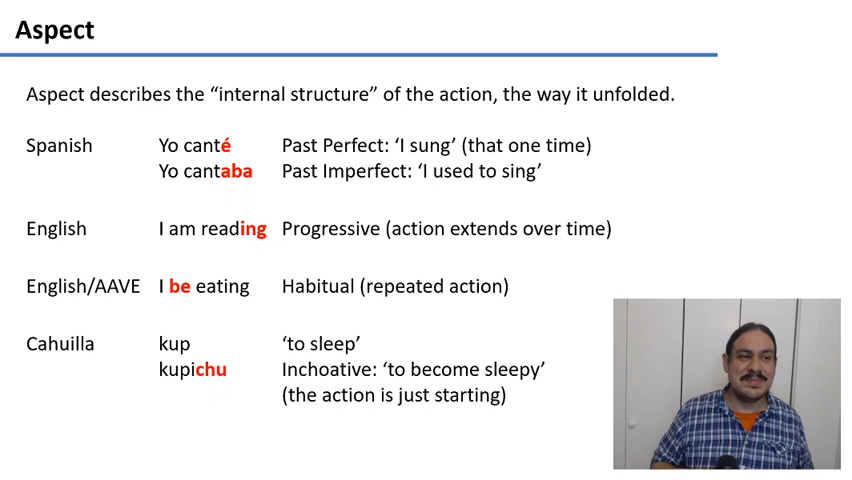 Aspect
Aspect describes the “internal structure” of the action, the way it unfolded.
Spanish Yo canté Past Perfect: ‘I sung’ (that one time)
Yo cantaba Past Imperfect: ‘I used to sing’
English I am reading Progressive (action extends over time)
English/AAVE I be eating Habitual (repeated action)
Cahuilla kup ‘to sleep’
kupichu Inchoative: ‘to become sleepy’
(the action is just starting)